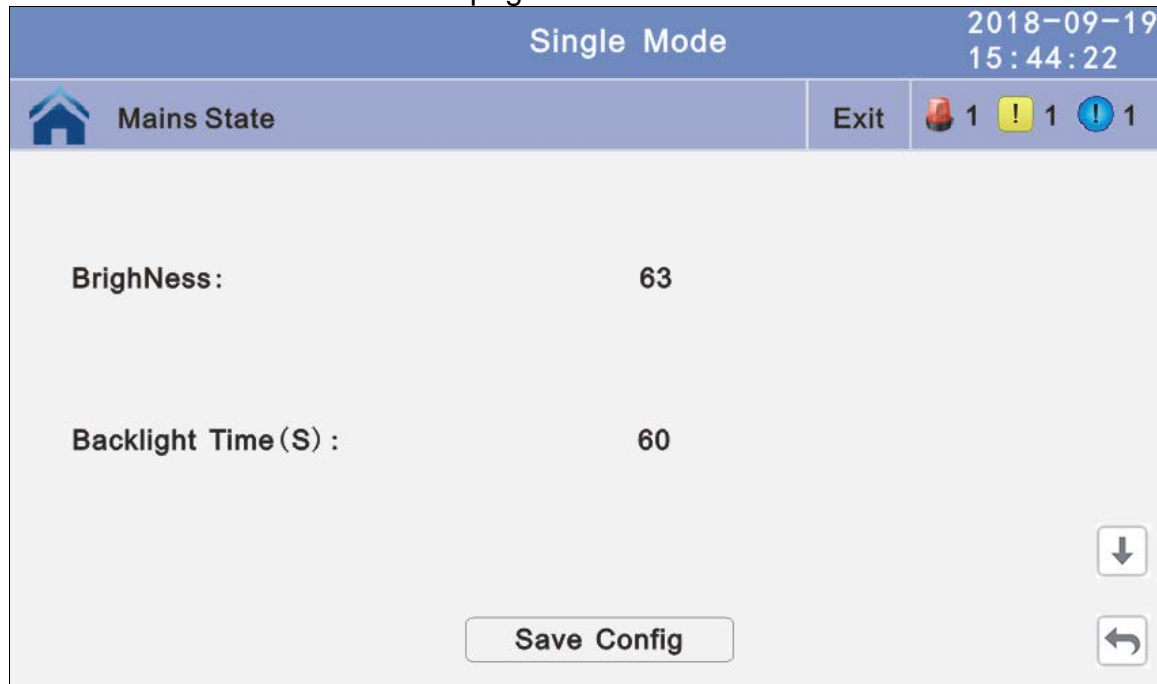 Single Mode
2018-09-19
15:44:22
Mains State
Exit
1
! 1
! 1
BrighNess: 63
Backlight Time(S): 60
Save Config